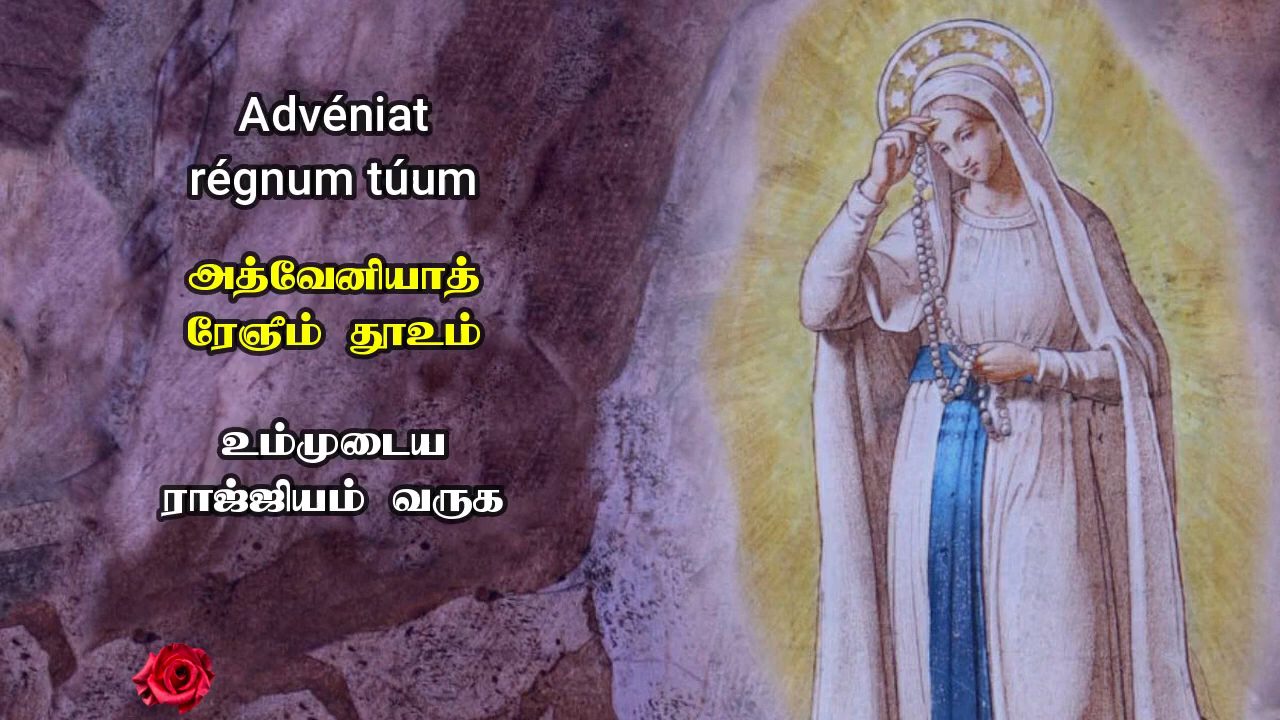 Advéniat
régnum túum
அத்வேனியாத்
ரேஞீம் தூஉம்
உம்முடைய
ராஜ்ஜியம் வருக